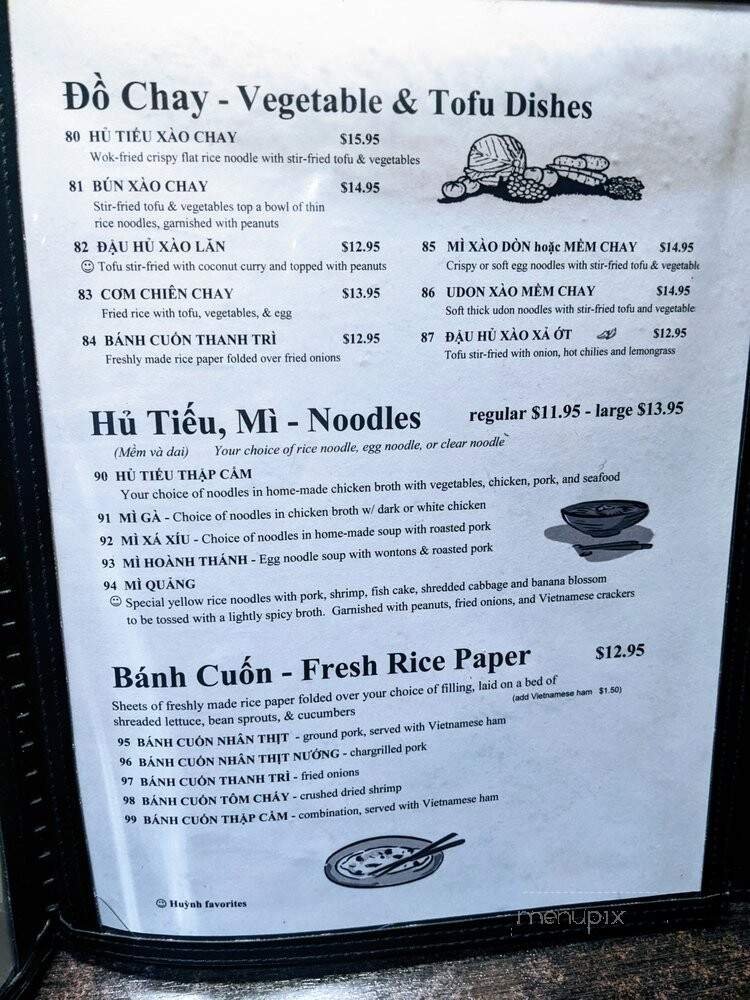 Đồ Chay - Vegetable & Tofu Dishes
80 HỦ TIẾU XÀO CHAY $15.95
Wok-fried crispy flat rice noodle with stir-fried tofu & vegetables
81 BÚN XÀO CHAY $14.95
Stir-fried tofu & vegetables top a bowl of thin
rice noodles, garnished with peanuts
82 ĐẬU HỦ XÀO LĂN $12.95
☺ Tofu stir-fried with coconut curry and topped with peanuts
83 CƠM CHIÊN CHAY $13.95
Fried rice with tofu, vegetables, & egg
84 BÁNH CUỐN THANH TRÌ $12.95
Freshly made rice paper folded over fried onions
85 MÌ XÀO DÒN hoặc MỀM CHAY $14.95
Crispy or soft egg noodles with stir-fried tofu & vegetable
86 UDON XÀO MỀM CHAY $14.95
Soft thick udon noodles with stir-fried tofu and vegetable
87 ĐẬU HỦ XÀO XẢ ỚT $12.95
Tofu stir-fried with onion, hot chilies and lemongrass
Hủ Tiếu, Mì - Noodles regular $11.95 - large $13.95
(Mềm và dai) Your choice of rice noodle, egg noodle, or clear noodle
90 HỦ TIẾU THẬP CẨM
Your choice of noodles in home-made chicken broth with vegetables, chicken, pork, and seafood
91 MÌ GÀ - Choice of noodles in chicken broth w/ dark or white chicken
92 MÌ XÁ XÍU - Choice of noodles in home-made soup with roasted pork
93 MÌ HOÀNH THÁNH - Egg noodle soup with wontons & roasted pork
94 MÌ QUẢNG
☺ Special yellow rice noodles with pork, shrimp, fish cake, shredded cabbage and banana blossom
to be tossed with a lightly spicy broth. Garnished with peanuts, fried onions, and Vietnamese crackers
Bánh Cuốn - Fresh Rice Paper $12.95
Sheets of freshly made rice paper folded over your choice of filling, laid on a bed of
shreaded lettuce, bean sprouts, & cucumbers (add Vietnamese ham $1.50)
95 BÁNH CUỐN NHÂN THỊT - ground pork, served with Vietnamese ham
96 BÁNH CUỐN NHÂN THỊT NƯỚNG - chargrilled pork
97 BÁNH CUỐN THANH TRÌ - fried onions
98 BÁNH CUỐN TÔM CHÁY - crushed dried shrimp
99 BÁNH CUỐN THẬP CẨM - combination, served with Vietnamese ham
☺ Huỳnh favorites
menupix